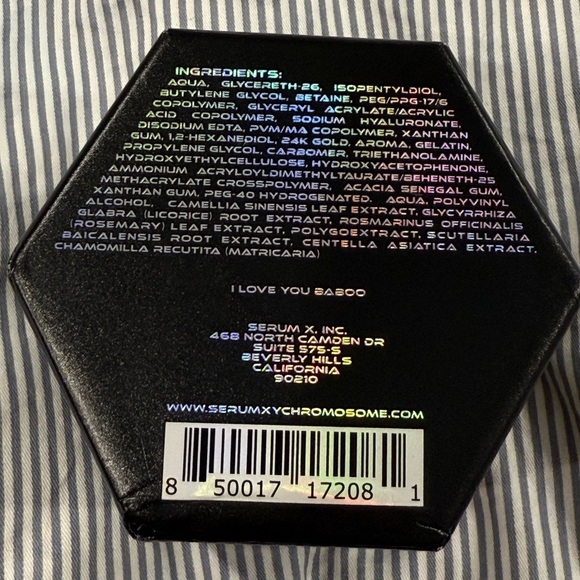 INGREDIENTS:
AQUA, GLYCERETH-26, ISOPENTYLDIOL,
BUTYLENE GLYCOL, BETAINE, PEG/PPG-17/6
COPOLYMER, GLYCERYL ACRYLATE/ACRYLIC
ACID COPOLYMER, SODIUM HYALURONATE,
DISODIUM EDTA, PVM/MA COPOLYMER, XANTHAN
GUM, 1,2-HEXANEDIOL, 24K GOLD, AROMA, GELATIN,
PROPYLENE GLYCOL, CARBOMER, TRIETHANOLAMINE,
HYDROXYETHYLCELLULOSE, HYDROXYACETOPHENONE,
AMMONIUM ACRYLOYLDIMETHYLTAURATE/BEHENETH-25
METHACRYLATE CROSSPOLYMER, ACACIA SENEGAL GUM,
XANTHAN GUM, PEG-40 HYDROGENATED. AQUA, POLYVINYL
ALCOHOL, CAMELLIA SINENSIS LEAF EXTRACT, GLYCYRRHIZA
GLABRA (LICORICE) ROOT EXTRACT, ROSMARINUS OFFICINALIS
(ROSEMARY) LEAF EXTRACT, POLYGOEXTRACT, SCUTELLARIA
BAICALENSIS ROOT EXTRACT, CENTELLA ASIATICA EXTRACT,
CHAMOMILLA RECUTITA (MATRICARIA)
I LOVE YOU BABOO
SERUM X, INC.
468 NORTH CAMDEN DR
SUITE 575-S
BEVERLY HILLS
CALIFORNIA
90210
WWW.SERUMXYCHROMOSOME.COM
8 50017 17208 1